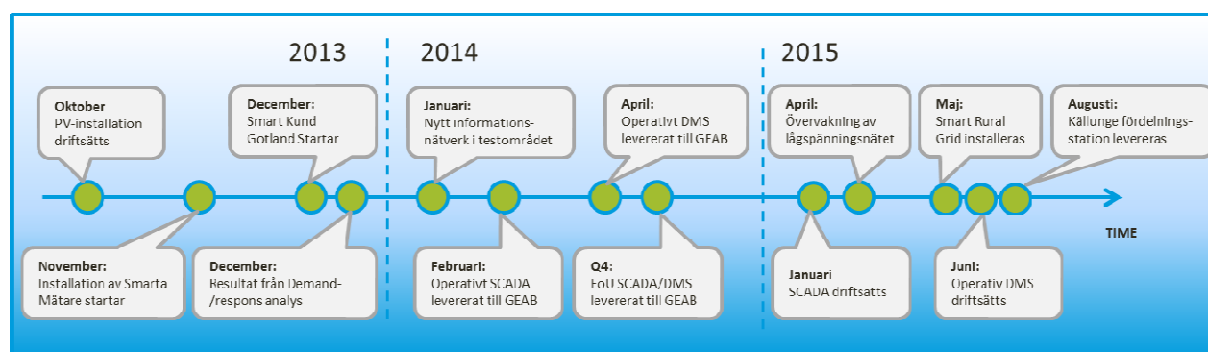 2013
2014
2015
Oktober
PV-installation
driftsätts
December:
Smart Kund
Gotland Startar
Januari:
Nytt informations-
nätverk i testområdet
April:
Operativt DMS
levererat till GEAB
April:
Övervakning av
lågspänningsnätet
Maj:
Smart Rural
Grid installeras
Augusti:
Källunge fördelnings-
station levereras
TIME
November:
Installation av Smarta
Mätare startar
December:
Resultat från Demand-
/respons analys
Februari:
Operativt SCADA
levererat till GEAB
Q4:
FoU SCADA/DMS
levererat till GEAB
Januari
SCADA driftsatts
Juni:
Operativ DMS
driftsätts